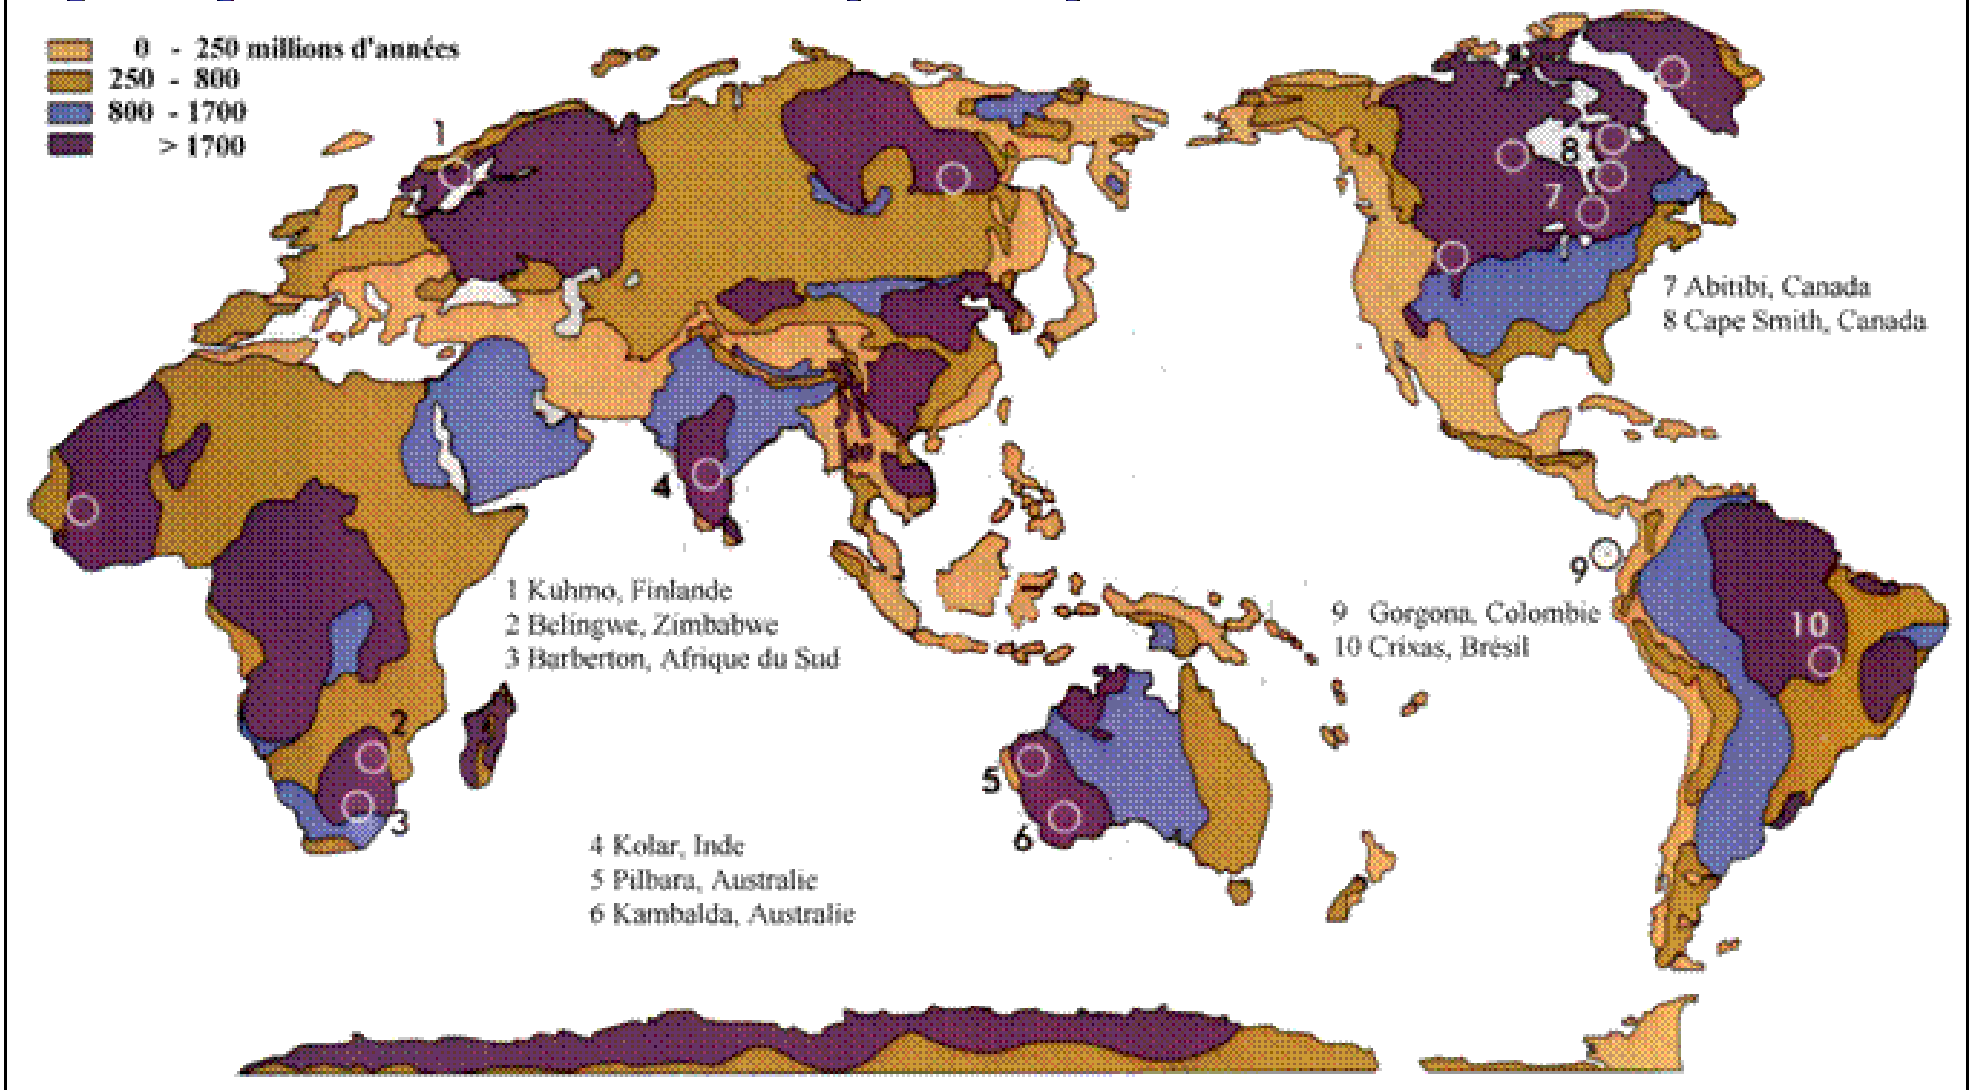 0 - 250 millions d'années
250 - 800
800 - 1700
> 1700
1
8
7
7 Abitibi, Canada
8 Cape Smith, Canada
4
9
1 Kuhmo, Finlande
2 Belingwe, Zimbabwe
3 Barberton, Afrique du Sud
9 Gorgona, Colombie
10 Crixas, Brésil
10
2
5
3
6
4 Kolar, Inde
5 Pilbara, Australie
6 Kambalda, Australie